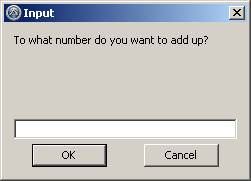 Input
To what number do you want to add up?
OK
Cancel